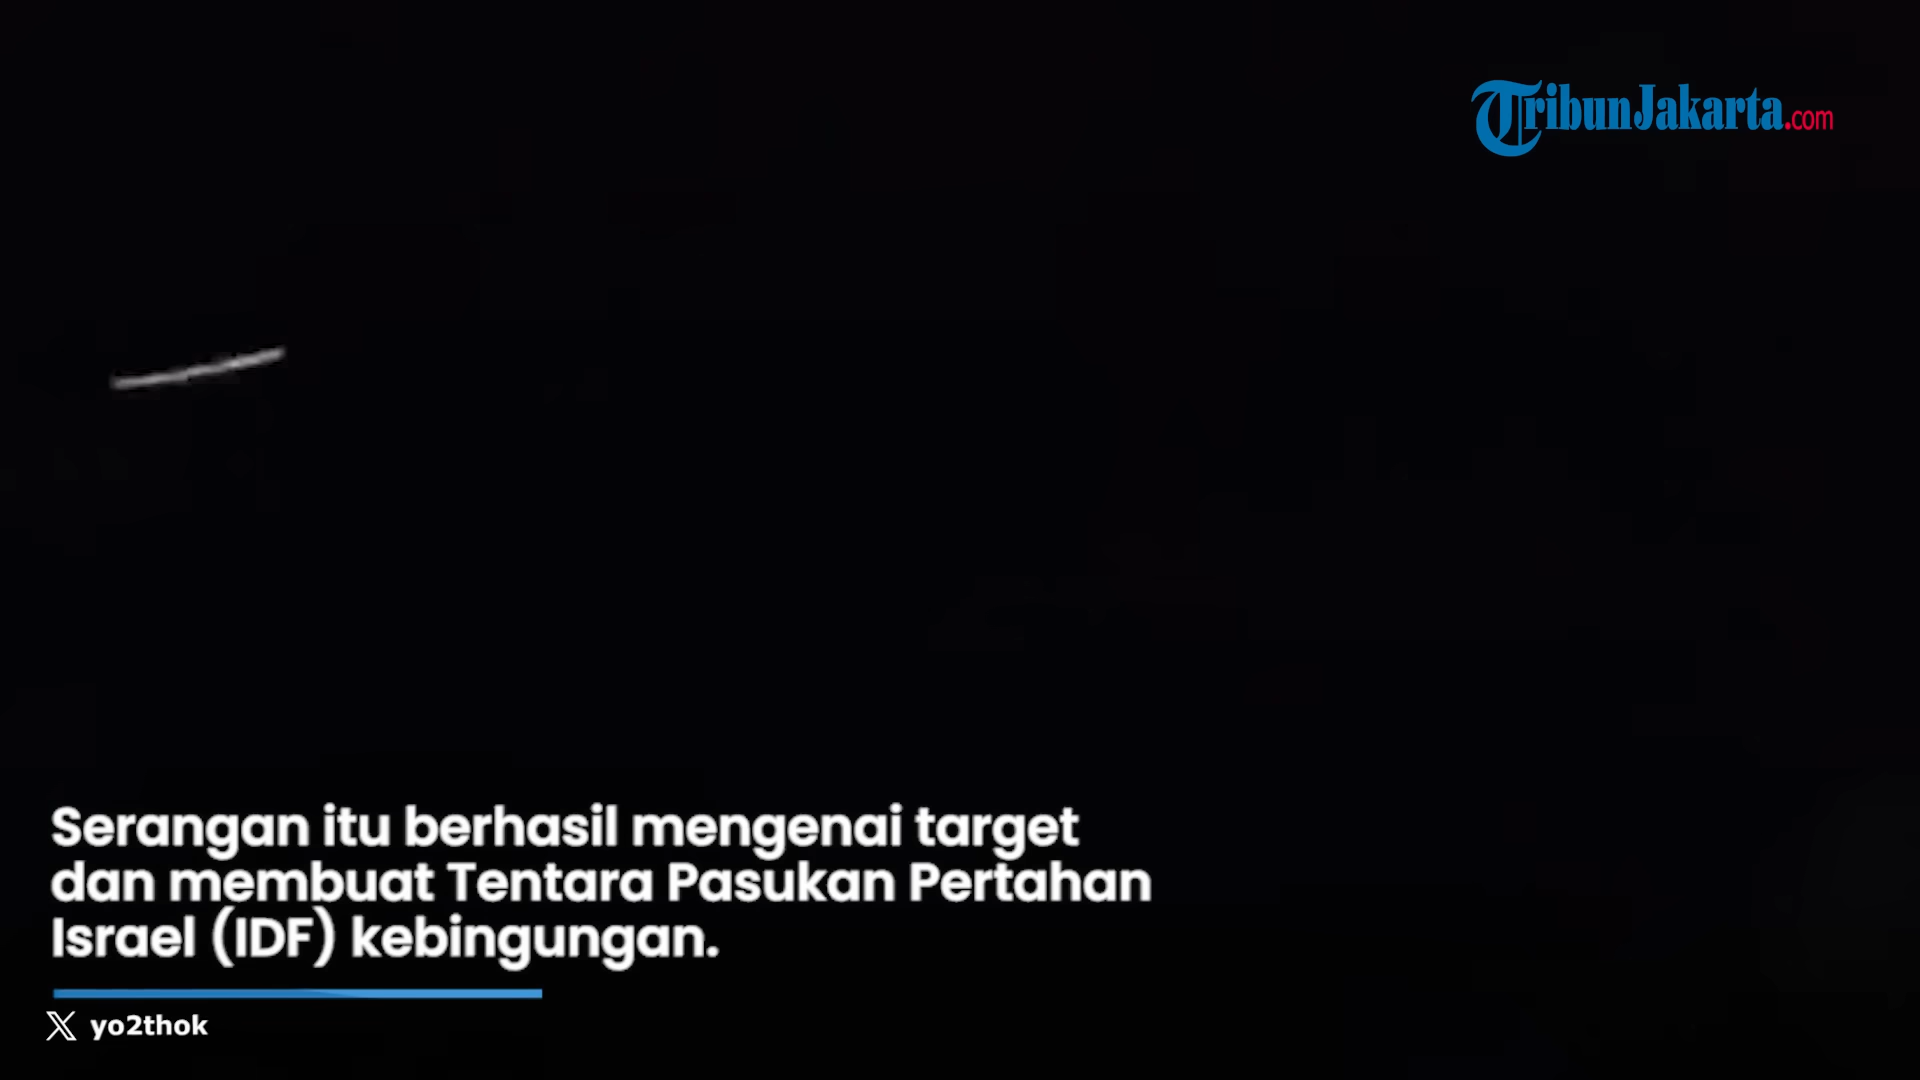 TribunJakarta.com
Serangan itu berhasil mengenai target
dan membuat Tentara Pasukan Pertahan
Israel (IDF) kebingungan.
X yo2thok